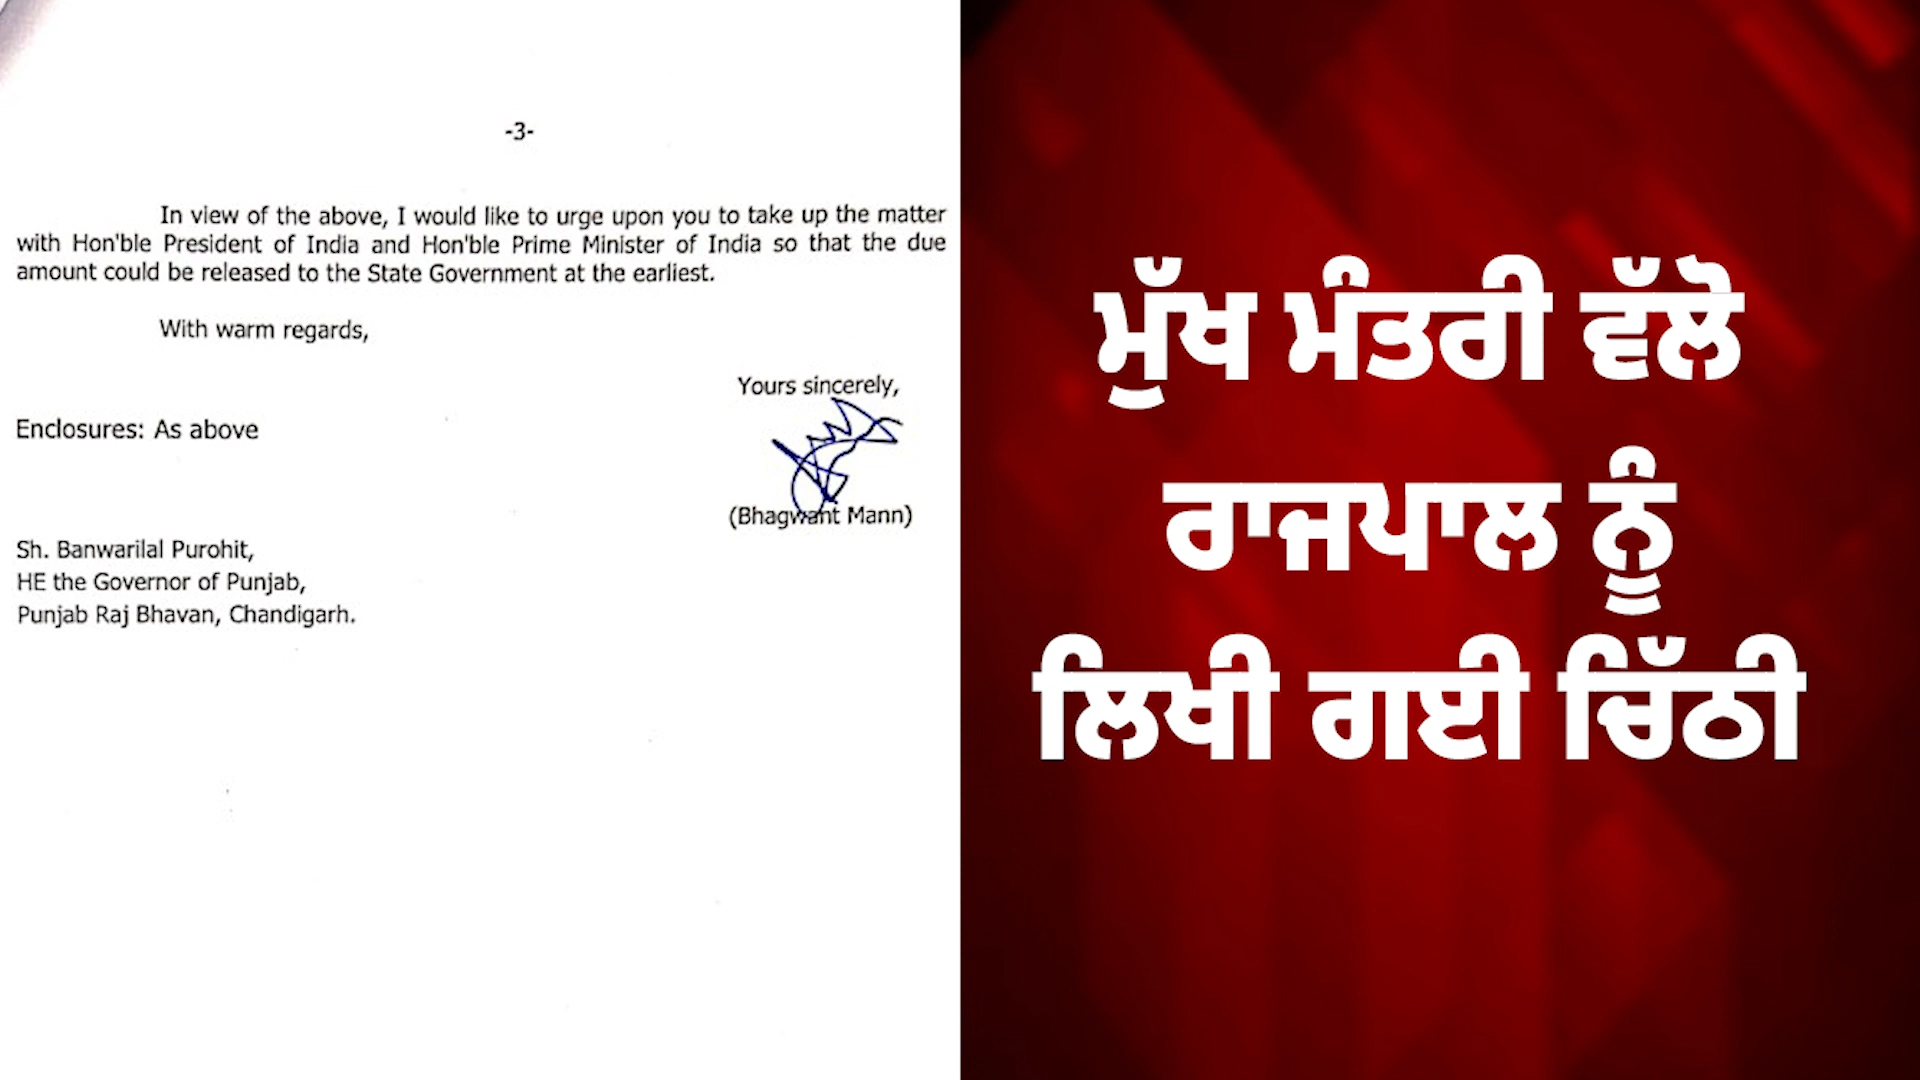 -3-
In view of the above, I would like to urge upon you to take up the matter
with Hon'ble President of India and Hon'ble Prime Minister of India so that the due
amount could be released to the State Government at the earliest.
With warm regards,
Yours sincerely,
Enclosures: As above
(Bhagwant Mann)
Sh. Banwarilal Purohit,
HE the Governor of Punjab,
Punjab Raj Bhavan, Chandigarh.
ਮੁੱਖ ਮੰਤਰੀ ਵੱਲੋ
ਰਾਜਪਾਲ ਨੂੰ
ਲਿਖੀ ਗਈ ਚਿੱਠੀ